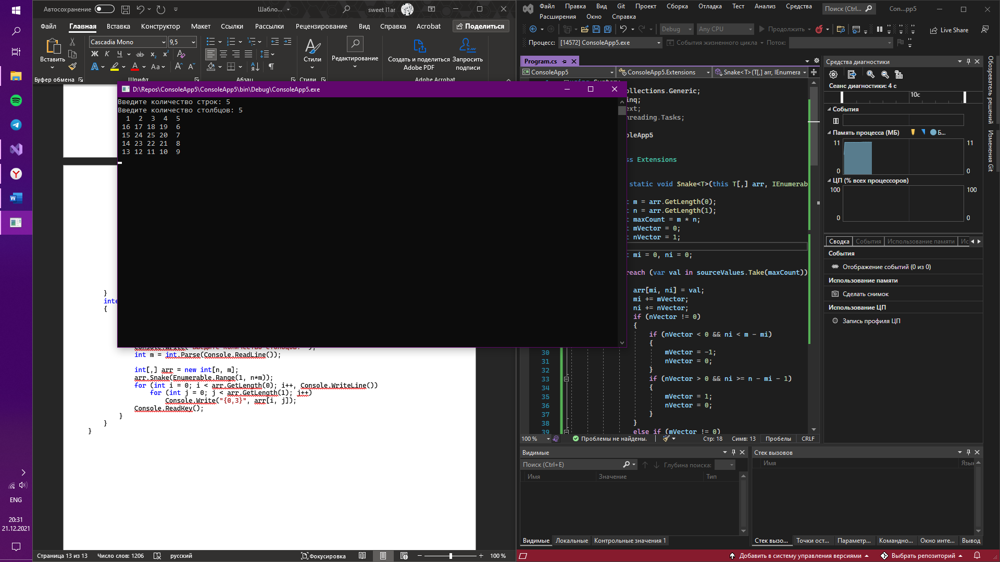 Автосохранение
Шабло...
sweet l1ar
Файл
Главная
Вставка
Конструктор
Макет
Ссылки
Рассылки
Рецензирование
Вид
Справка
Acrobat
Поделиться
Вставить
Cascadia Mono
9,5
Ж К Ч ab x₂ x²
Редактирование
Стили
Создать и поделиться Adobe PDF
Запросить подписи
Буфер обмена
Шрифт
Абзац
Стили
Adobe Acrobat
D:\Repos\ConsoleApp5\ConsoleApp5\bin\Debug\ConsoleApp5.exe
Введите количество строк: 5
Введите количество столбцов: 5
1 2 3 4 5
16 17 18 19 6
15 24 25 20 7
14 23 22 21 8
13 12 11 10 9
}
inte
{
int m = int.Parse(Console.ReadLine());
int[,] arr = new int[n, m];
arr.Snake(Enumerable.Range(1, n*m));
for (int i = 0; i < arr.GetLength(0); i++, Console.WriteLine())
for (int j = 0; j < arr.GetLength(1); j++)
Console.Write("{0,3}", arr[i, j]);
Console.ReadKey();
}
}
}
Страница 13 из 13
Число слов: 1206
русский
Фокусировка
100 %
ENG
20:31
21.12.2021
Файл Правка Вид Git Проект Сборка Отладка Тест Анализ Средства
Расширения Окно Справка
Поиск (Ctrl...
Con...pp5
Debug
Any CPU
Продолжить
Live Share
Процесс: [14572] ConsoleApp5.exe
События жизненного цикла
Поток:
Program.cs
ConsoleApp5
ConsoleApp5.Extensions
Snake<T>(T[,] arr, IEnumera
ollections.Generic;
inq;
ext;
hreading.Tasks;
oleApp5
ss Extensions
static void Snake<T>(this T[,] arr, IEnumerab
t m = arr.GetLength(0);
t n = arr.GetLength(1);
t maxCount = m * n;
t mVector = 0;
t nVector = 1;
t mi = 0, ni = 0;
reach (var val in sourceValues.Take(maxCount))
arr[mi, ni] = val;
mi += mVector;
ni += nVector;
if (nVector != 0)
{
if (nVector < 0 && ni < m - mi)
{
30 mVector = -1;
31 nVector = 0;
32 }
33 if (nVector > 0 && ni >= n - mi - 1)
34 {
35 mVector = 1;
36 nVector = 0;
37 }
38 }
39 else if (mVector != 0)
100 %
Проблемы не найдены.
Стр: 18
Симв: 13
Пробелы
CRLF
Средства диагностики
Сеанс диагностики: 4 с
10с
События
Память процесса (МБ)
Б...
11 11
0 0
ЦП (% всех процессоров)
100 100
0 0
Сводка События Использование памяти Ис
События
Отображение событий (0 из 0)
Использование памяти
Сделать снимок
Использование ЦП
Запись профиля ЦП
Обозреватель решений
Изменения Git
Видимые
Поиск (Ctrl+E)
Глубина поиска:
Имя Значение Тип
Видимые Локальные Контрольные значения 1
Стек вызовов
Имя Язы
Стек вызо... Точки ост... Параметр... Командно... Окно инте... Вывод
Добавить в систему управления версиями
Выбрать репозиторий